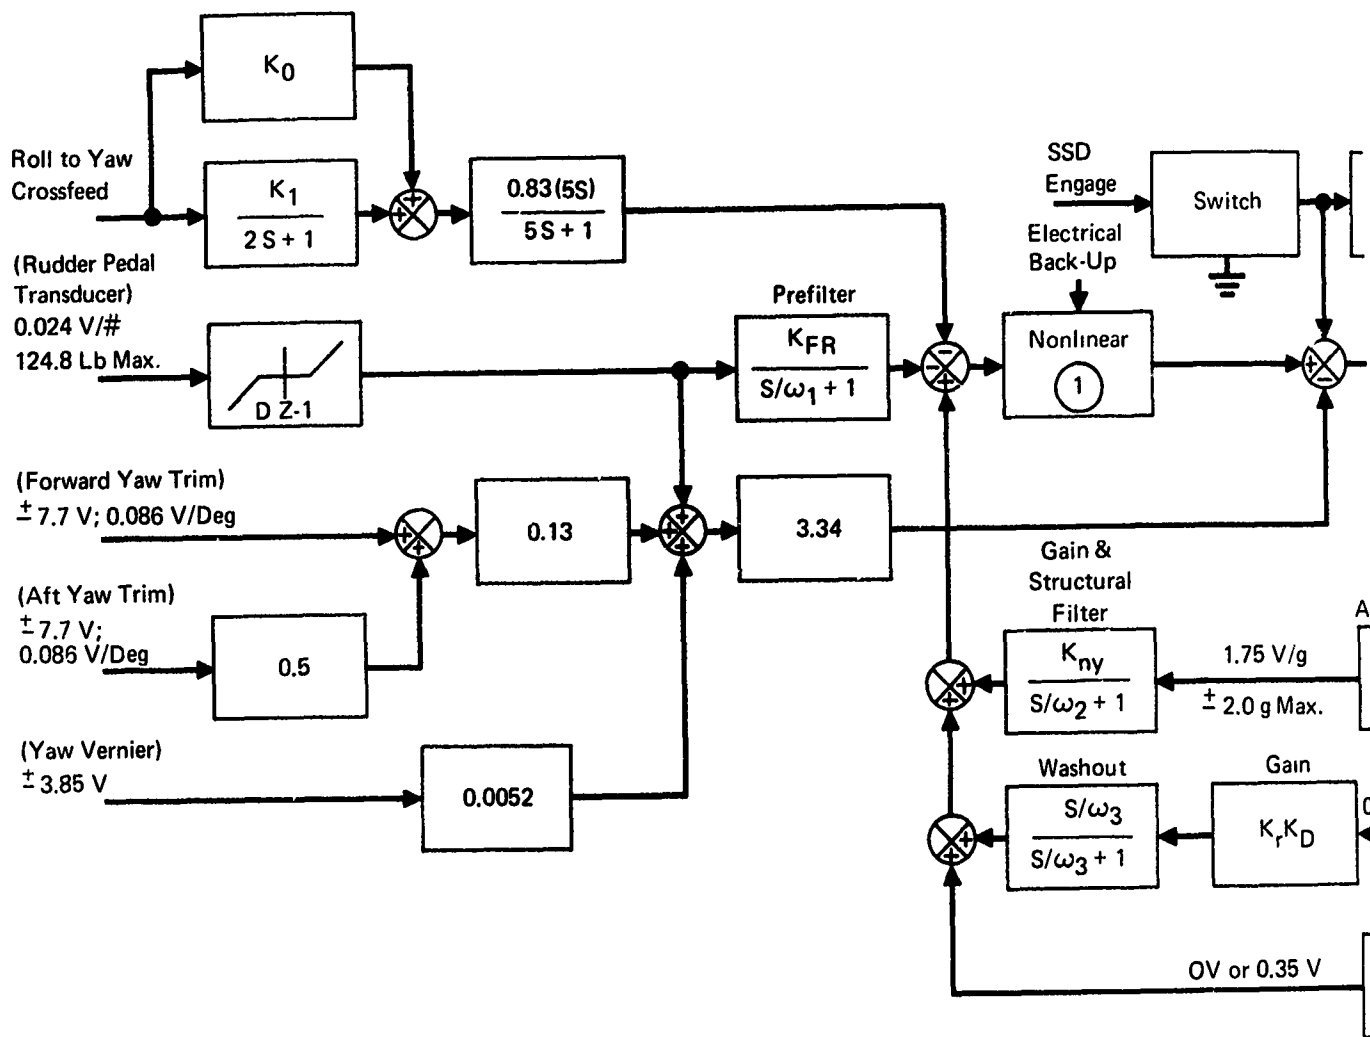 K0
Roll to Yaw
Crossfeed
K1
2S + 1
+
+
0.83(5S)
5S + 1
SSD
Engage
Switch
Electrical
Back-Up
(Rudder Pedal
Transducer)
0.024 V/#
124.8 Lb Max.
D Z-1
Prefilter
KFR
S/ω1 + 1
-
-
+
Nonlinear
1
+
-
-
(Forward Yaw Trim)
± 7.7 V; 0.086 V/Deg
+
+
0.13
+
+
+
3.34
(Aft Yaw Trim)
± 7.7 V;
0.086 V/Deg
0.5
Gain &
Structural
Filter
Kny
S/ω2 + 1
+
+
1.75 V/g
± 2.0 g Max.
A
(Yaw Vernier)
± 3.85 V
0.0052
Washout
S/ω3
S/ω3 + 1
+
+
Gain
KrKD
OV or 0.35 V